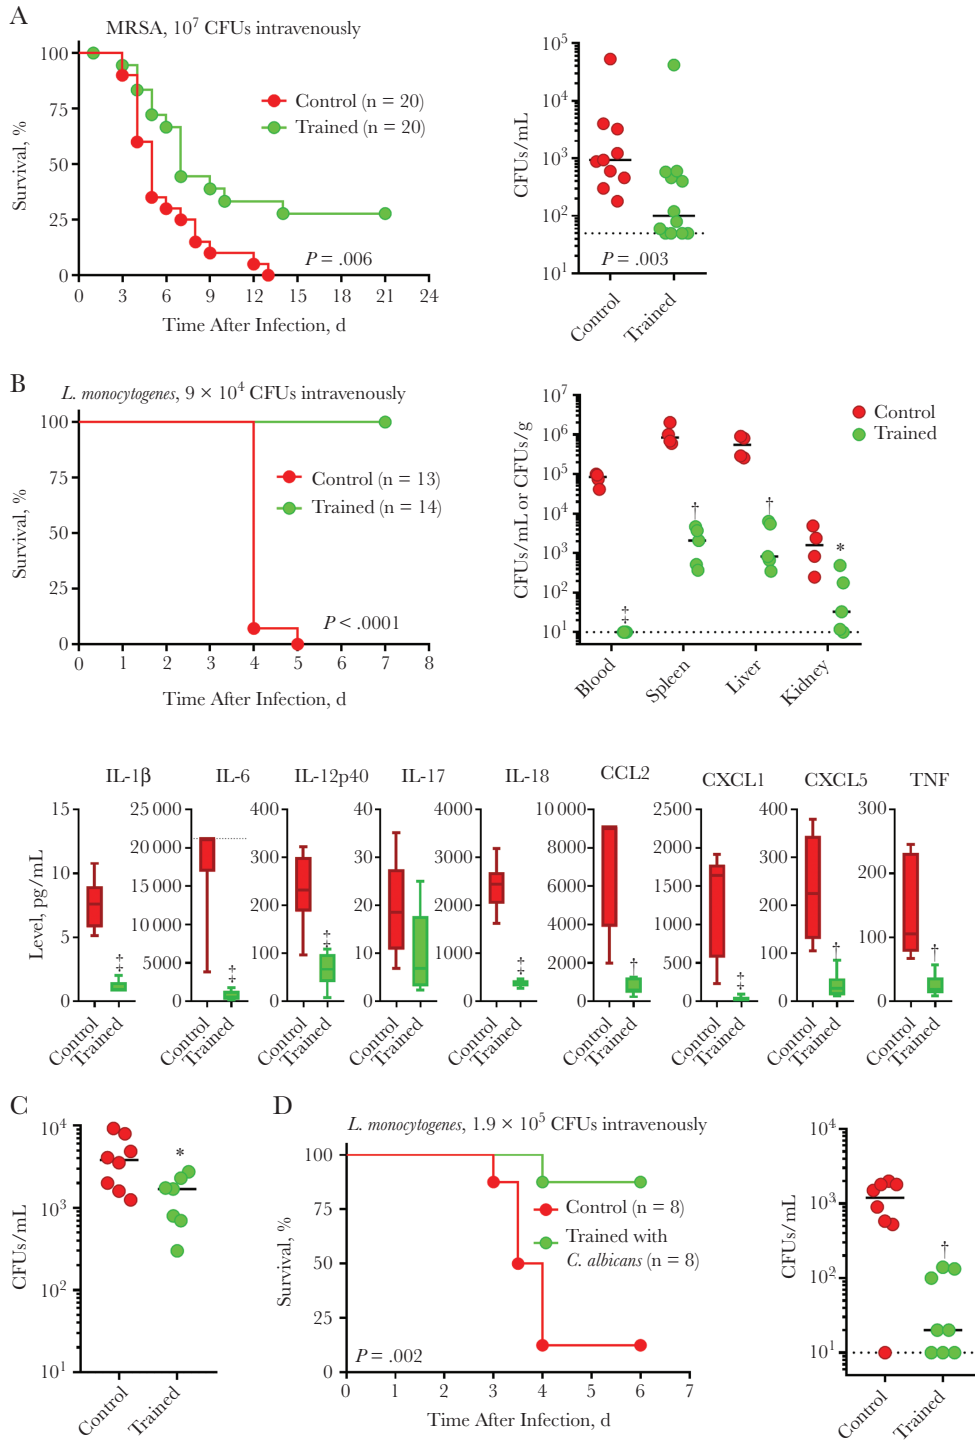 A
MRSA, 10⁷ CFUs intravenously
100
75
50
25
0
Survival, %
Control (n = 20)
Trained (n = 20)
P = .006
0 3 6 9 12 15 18 21 24
Time After Infection, d
10⁵
10⁴
10³
10²
10¹
CFUs/mL
P = .003
Control
Trained
B
L. monocytogenes, 9 × 10⁴ CFUs intravenously
100
75
50
25
0
Survival, %
Control (n = 13)
Trained (n = 14)
P < .0001
0 1 2 3 4 5 6 7 8
Time After Infection, d
10⁷
10⁶
10⁵
10⁴
10³
10²
10¹
CFUs/mL or CFUs/g
Control
Trained
‡
†
†
*
Blood
Spleen
Liver
Kidney
Level, pg/mL
IL-1β
15
10
5
0
‡
Control
Trained
IL-6
25 000
20 000
15 000
10 000
5000
0
‡
Control
Trained
IL-12p40
400
300
200
100
0
‡
Control
Trained
IL-17
40
30
20
10
0
Control
Trained
IL-18
4000
3000
2000
1000
0
‡
Control
Trained
CCL2
10 000
8000
6000
4000
2000
0
†
Control
Trained
CXCL1
2500
2000
1500
1000
500
0
‡
Control
Trained
CXCL5
400
300
200
100
0
†
Control
Trained
TNF
300
200
100
0
†
Control
Trained
C
10⁴
10³
10²
10¹
CFUs/mL
*
Control
Trained
D
L. monocytogenes, 1.9 × 10⁵ CFUs intravenously
100
75
50
25
0
Survival, %
Control (n = 8)
Trained with
C. albicans (n = 8)
P = .002
0 1 2 3 4 5 6 7
Time After Infection, d
10⁴
10³
10²
10¹
CFUs/mL
†
Control
Trained